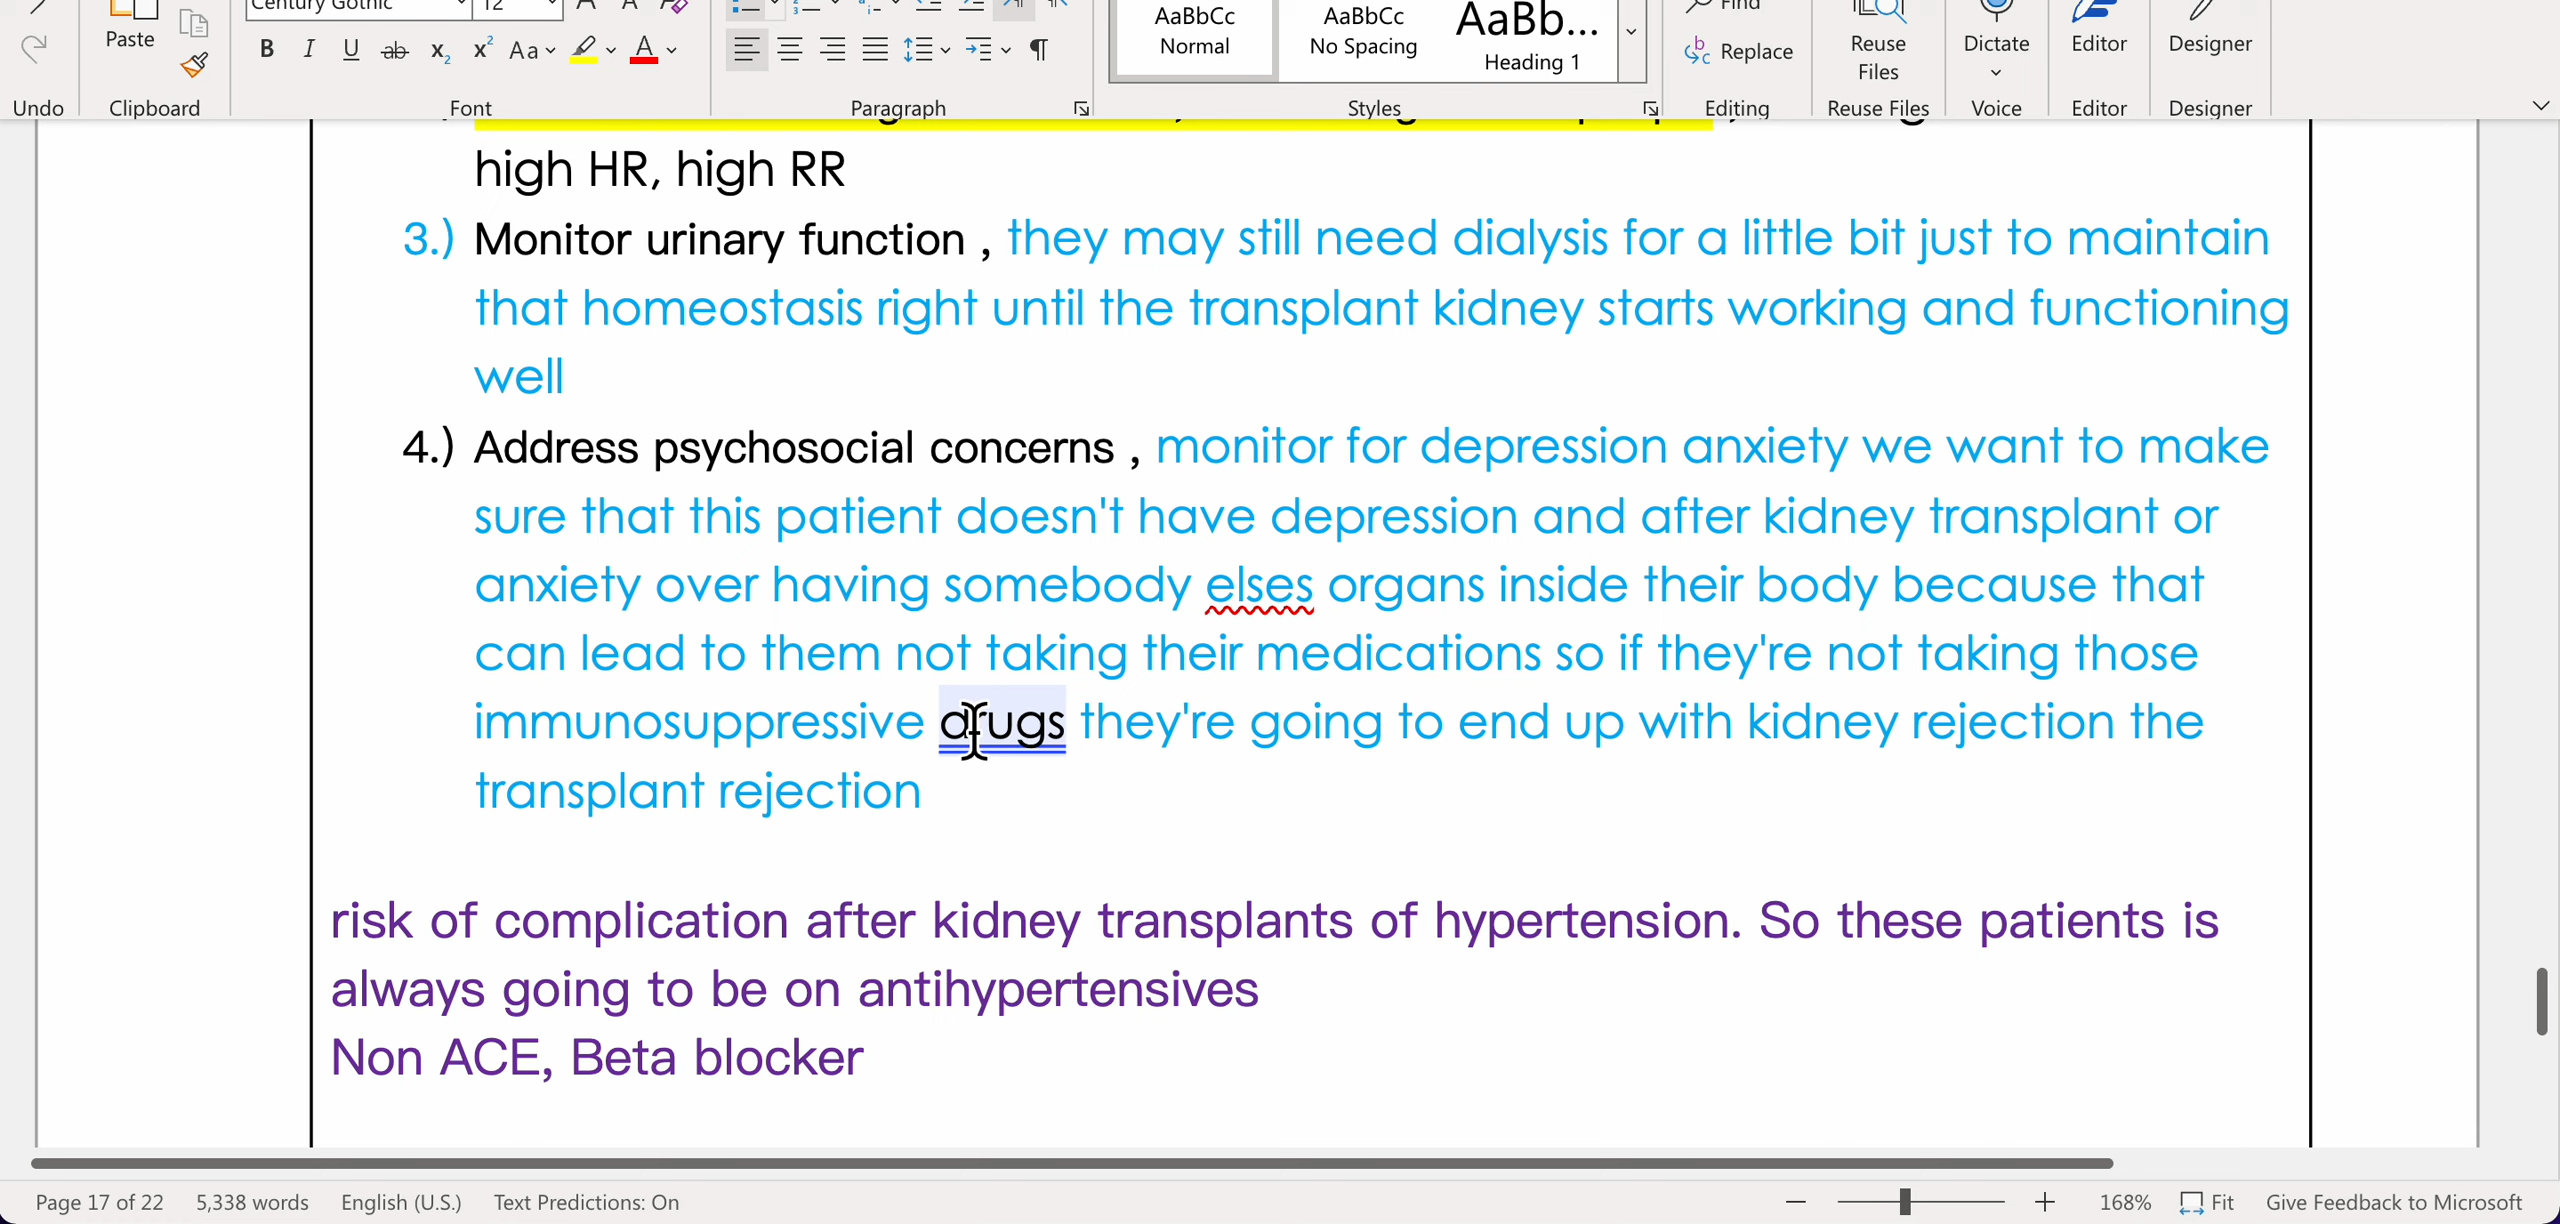 Century Gothic 12
Paste
Find
AaBbCc AaBbCc AaBb...
Normal No Spacing Heading 1
B I U ab x2 x2 Aa A
Replace
Reuse Files
Dictate
Editor
Designer
Undo Clipboard Font Paragraph Styles Editing Reuse Files Voice Editor Designer
high HR, high RR
3.) Monitor urinary function , they may still need dialysis for a little bit just to maintain
that homeostasis right until the transplant kidney starts working and functioning
well
4.) Address psychosocial concerns , monitor for depression anxiety we want to make
sure that this patient doesn't have depression and after kidney transplant or
anxiety over having somebody elses organs inside their body because that
can lead to them not taking their medications so if they're not taking those
immunosuppressive drugs they're going to end up with kidney rejection the
transplant rejection
risk of complication after kidney transplants of hypertension. So these patients is
always going to be on antihypertensives
Non ACE, Beta blocker
Page 17 of 22 5,338 words English (U.S.) Text Predictions: On 168% Fit Give Feedback to Microsoft